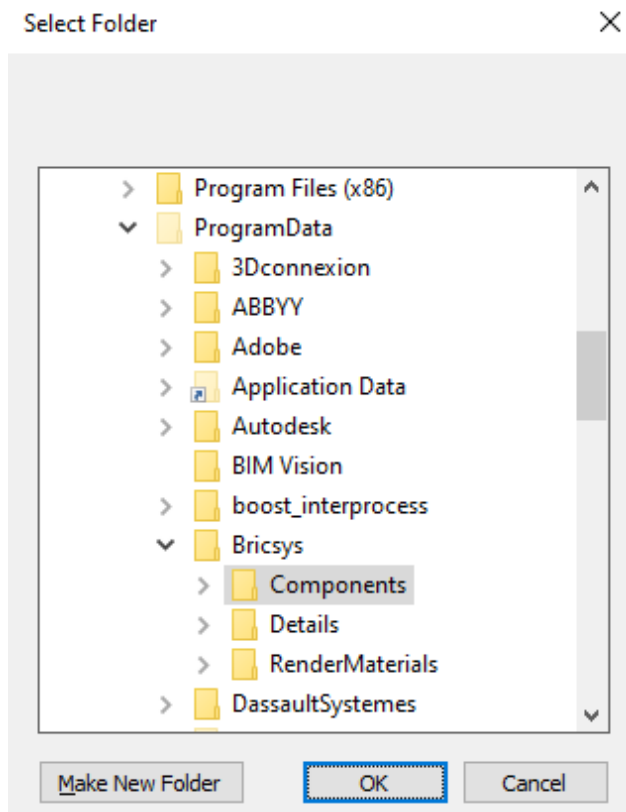 Select Folder
Program Files (x86)
ProgramData
3Dconnexion
ABBYY
Adobe
Application Data
Autodesk
BIM Vision
boost_interprocess
Bricsys
Components
Details
RenderMaterials
DassaultSystemes
Make New Folder OK Cancel